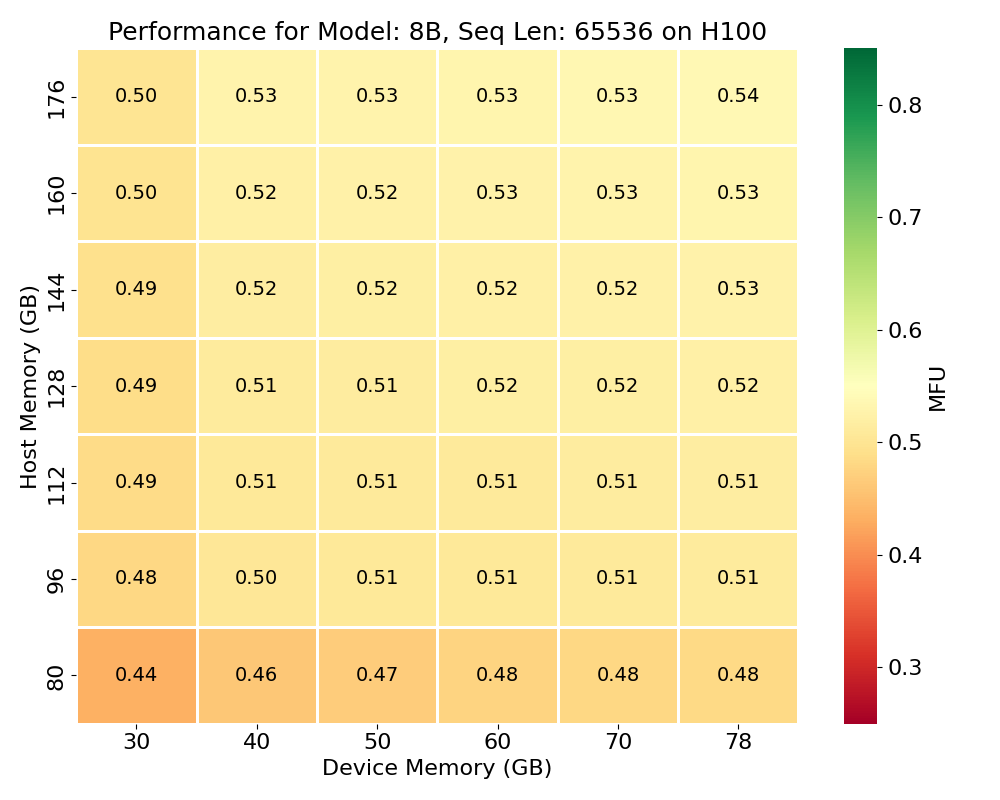 Performance for Model: 8B, Seq Len: 65536 on H100
176 0.50 0.53 0.53 0.53 0.53 0.54
160 0.50 0.52 0.52 0.53 0.53 0.53
144 0.49 0.52 0.52 0.52 0.52 0.53
128 0.49 0.51 0.51 0.52 0.52 0.52
112 0.49 0.51 0.51 0.51 0.51 0.51
96 0.48 0.50 0.51 0.51 0.51 0.51
80 0.44 0.46 0.47 0.48 0.48 0.48
30 40 50 60 70 78
Device Memory (GB)
Host Memory (GB)
0.8
0.7
0.6
0.5
0.4
0.3
MFU